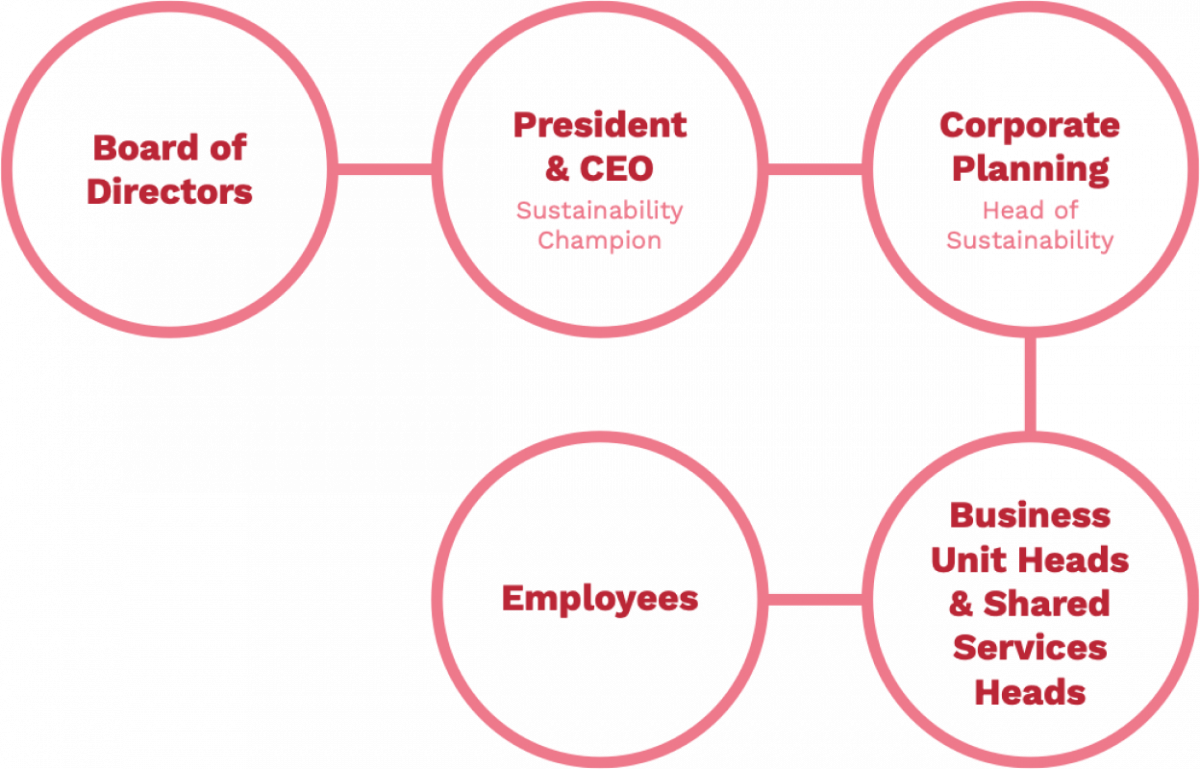 Board of
Directors
President
& CEO
Sustainability
Champion
Corporate
Planning
Head of
Sustainability
Employees
Business
Unit Heads
& Shared
Services
Heads